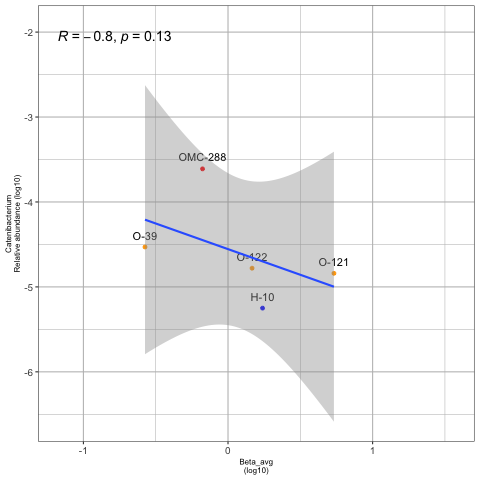 R = −0.8, p = 0.13
-2
-3
-4
-5
-6
OMC-288
O-39
O-122
O-121
H-10
-1
0
1
Beta_avg
(log10)
Catenibacterium
Relative abundance (log10)